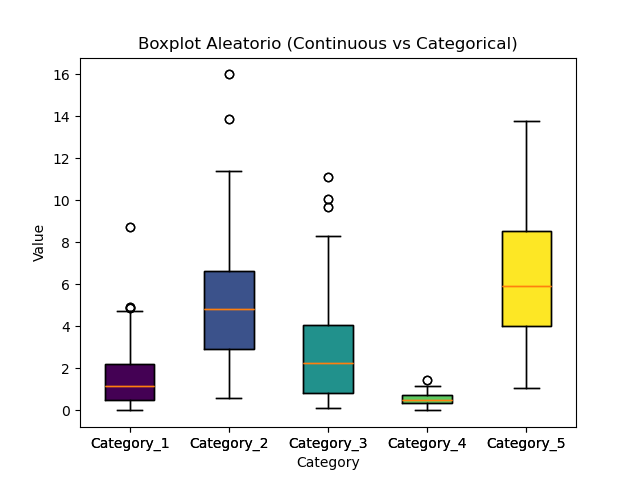 Boxplot Aleatorio (Continuous vs Categorical)
Value
16
14
12
10
8
6
4
2
0
Category_1 Category_2 Category_3 Category_4 Category_5
Category